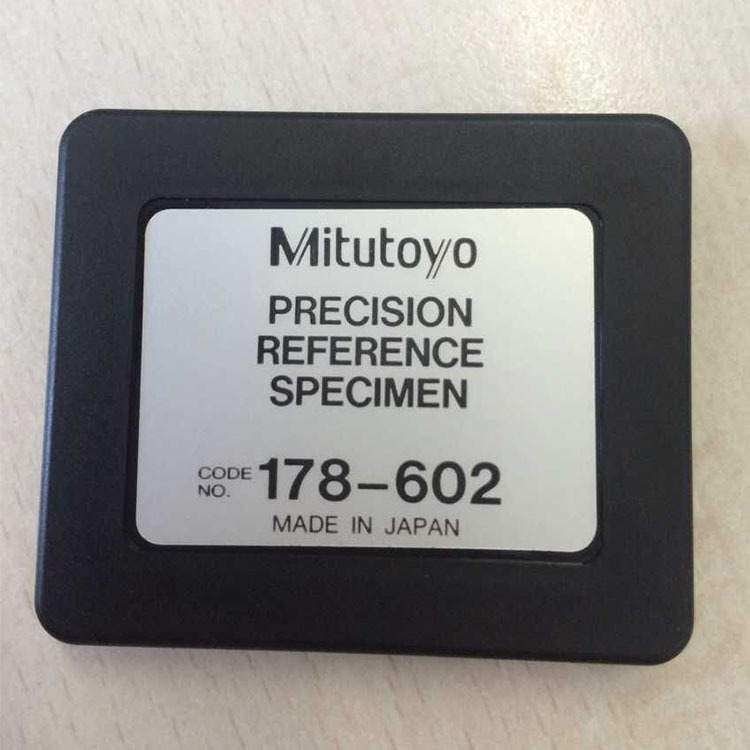 Mitutoyo
PRECISION
REFERENCE
SPECIMEN
CODE NO. 178-602
MADE IN JAPAN